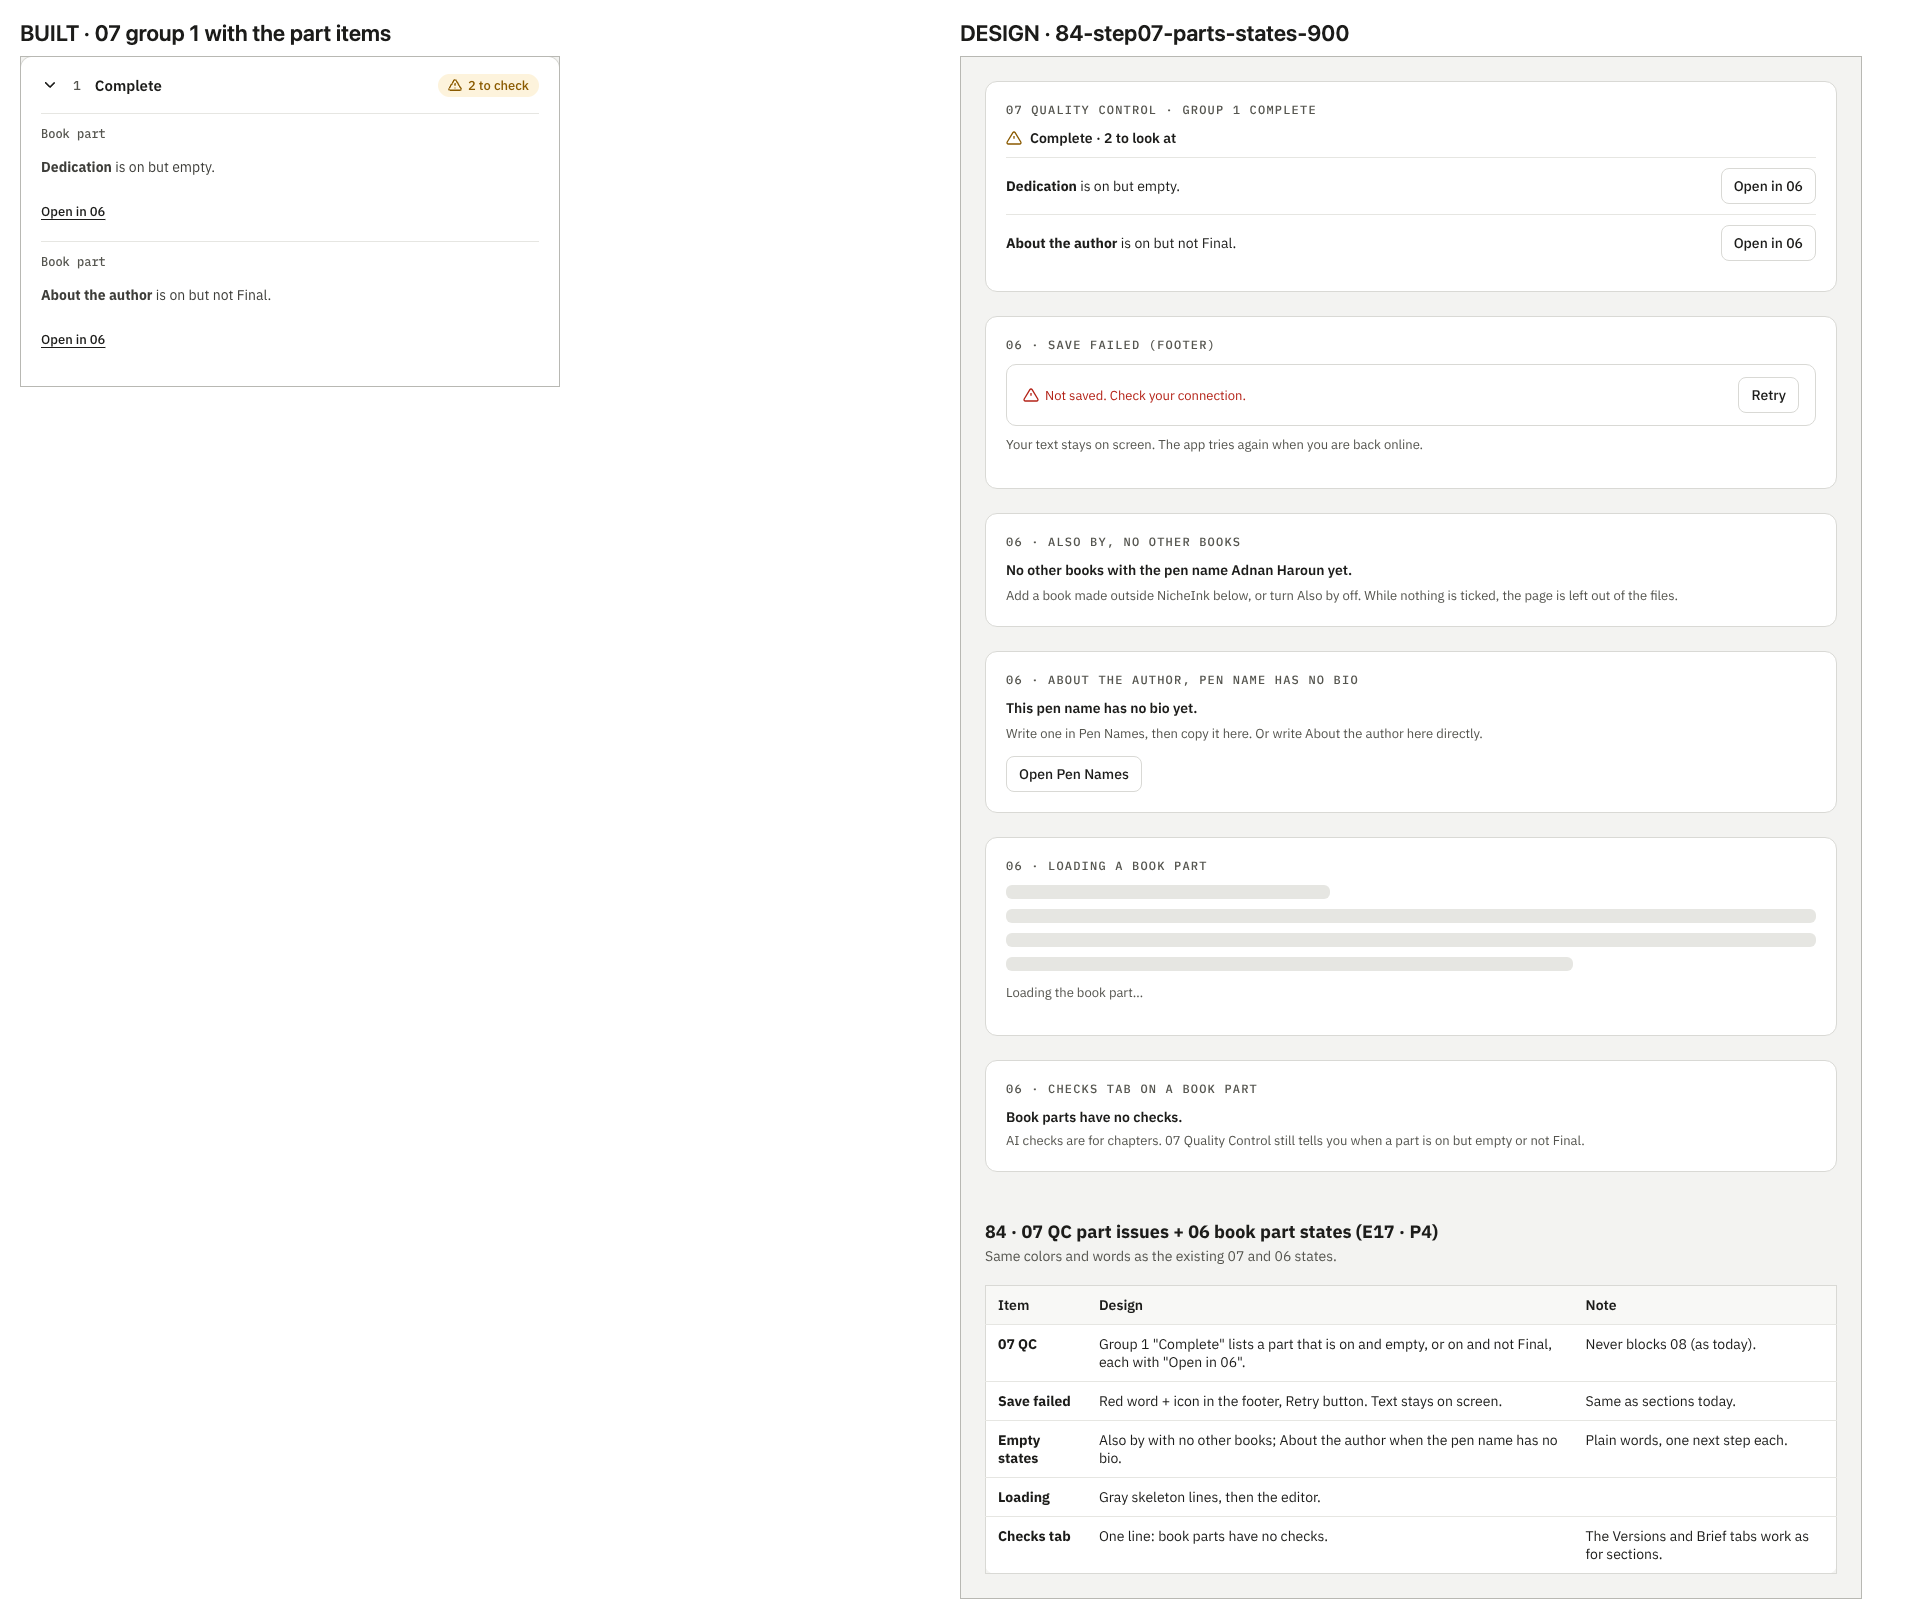 BUILT · 07 group 1 with the part items
1 Complete
2 to check
Book part
Dedication is on but empty.
Open in 06
Book part
About the author is on but not Final.
Open in 06
DESIGN · 84-step07-parts-states-900
07 QUALITY CONTROL · GROUP 1 COMPLETE
Complete · 2 to look at
Dedication is on but empty.
Open in 06
About the author is on but not Final.
Open in 06
06 · SAVE FAILED (FOOTER)
Not saved. Check your connection.
Retry
Your text stays on screen. The app tries again when you are back online.
06 · ALSO BY, NO OTHER BOOKS
No other books with the pen name Adnan Haroun yet.
Add a book made outside NicheInk below, or turn Also by off. While nothing is ticked, the page is left out of the files.
06 · ABOUT THE AUTHOR, PEN NAME HAS NO BIO
This pen name has no bio yet.
Write one in Pen Names, then copy it here. Or write About the author here directly.
Open Pen Names
06 · LOADING A BOOK PART
Loading the book part…
06 · CHECKS TAB ON A BOOK PART
Book parts have no checks.
AI checks are for chapters. 07 Quality Control still tells you when a part is on but empty or not Final.
84 · 07 QC part issues + 06 book part states (E17 · P4)
Same colors and words as the existing 07 and 06 states.
Item Design Note
07 QC Group 1 "Complete" lists a part that is on and empty, or on and not Final, Never blocks 08 (as today).
each with "Open in 06".
Save failed Red word + icon in the footer, Retry button. Text stays on screen. Same as sections today.
Empty Also by with no other books; About the author when the pen name has no Plain words, one next step each.
states bio.
Loading Gray skeleton lines, then the editor.
Checks tab One line: book parts have no checks. The Versions and Brief tabs work as
for sections.